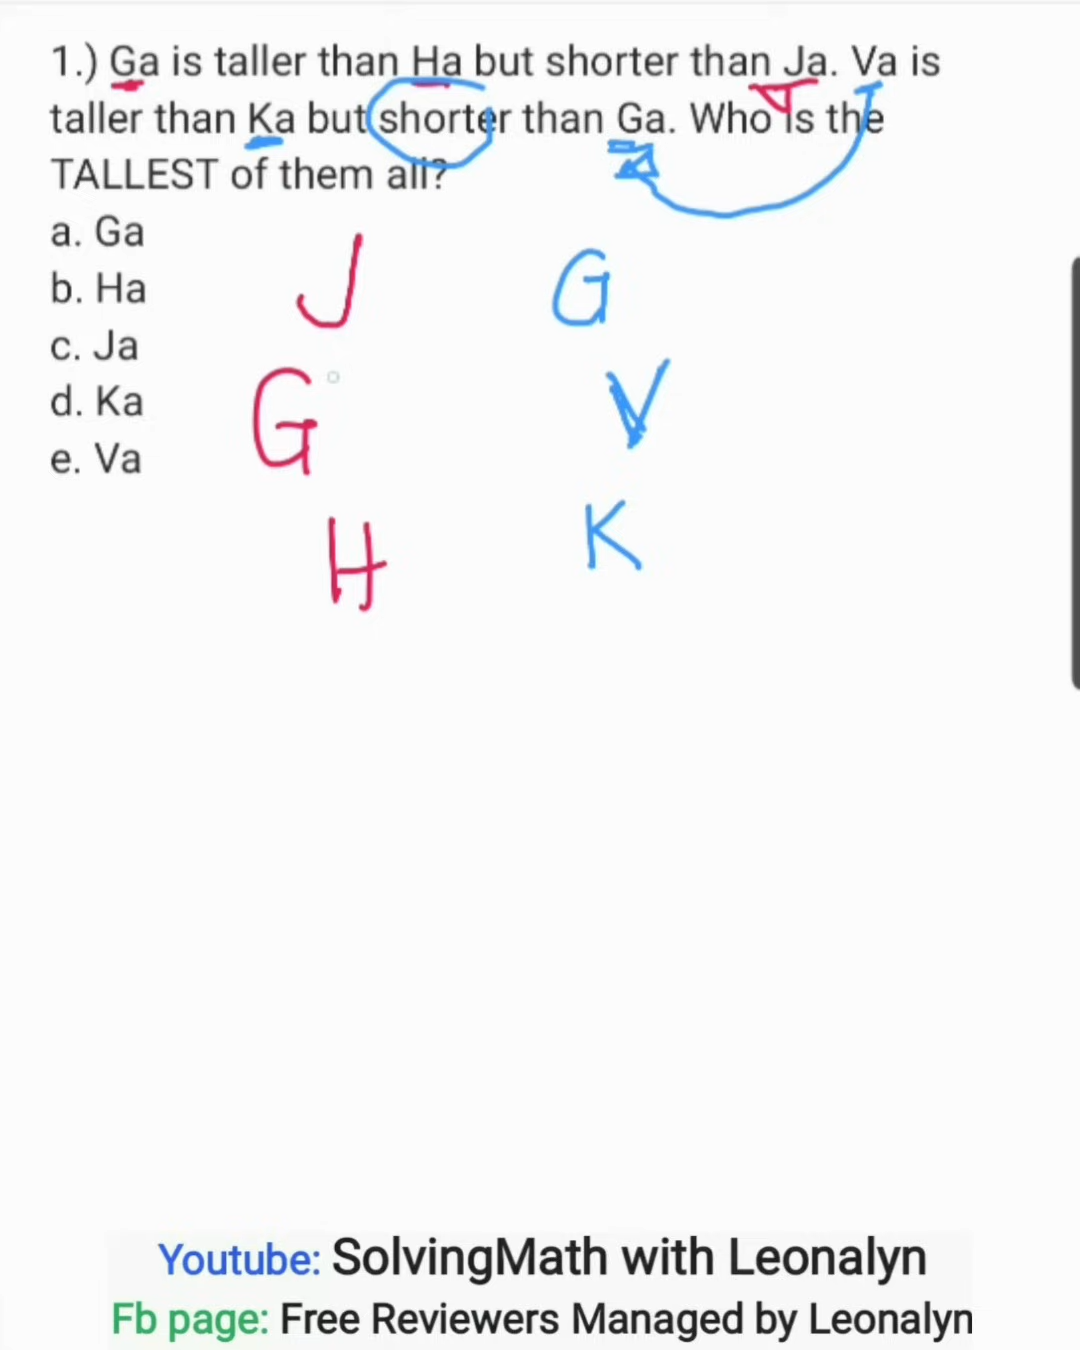 1.) Ga is taller than Ha but shorter than Ja. Va is
taller than Ka but shorter than Ga. Who is the
TALLEST of them all?
a. Ga
b. Ha
c. Ja
d. Ka
e. Va
J G
G V
H K
Youtube: SolvingMath with Leonalyn
Fb page: Free Reviewers Managed by Leonalyn